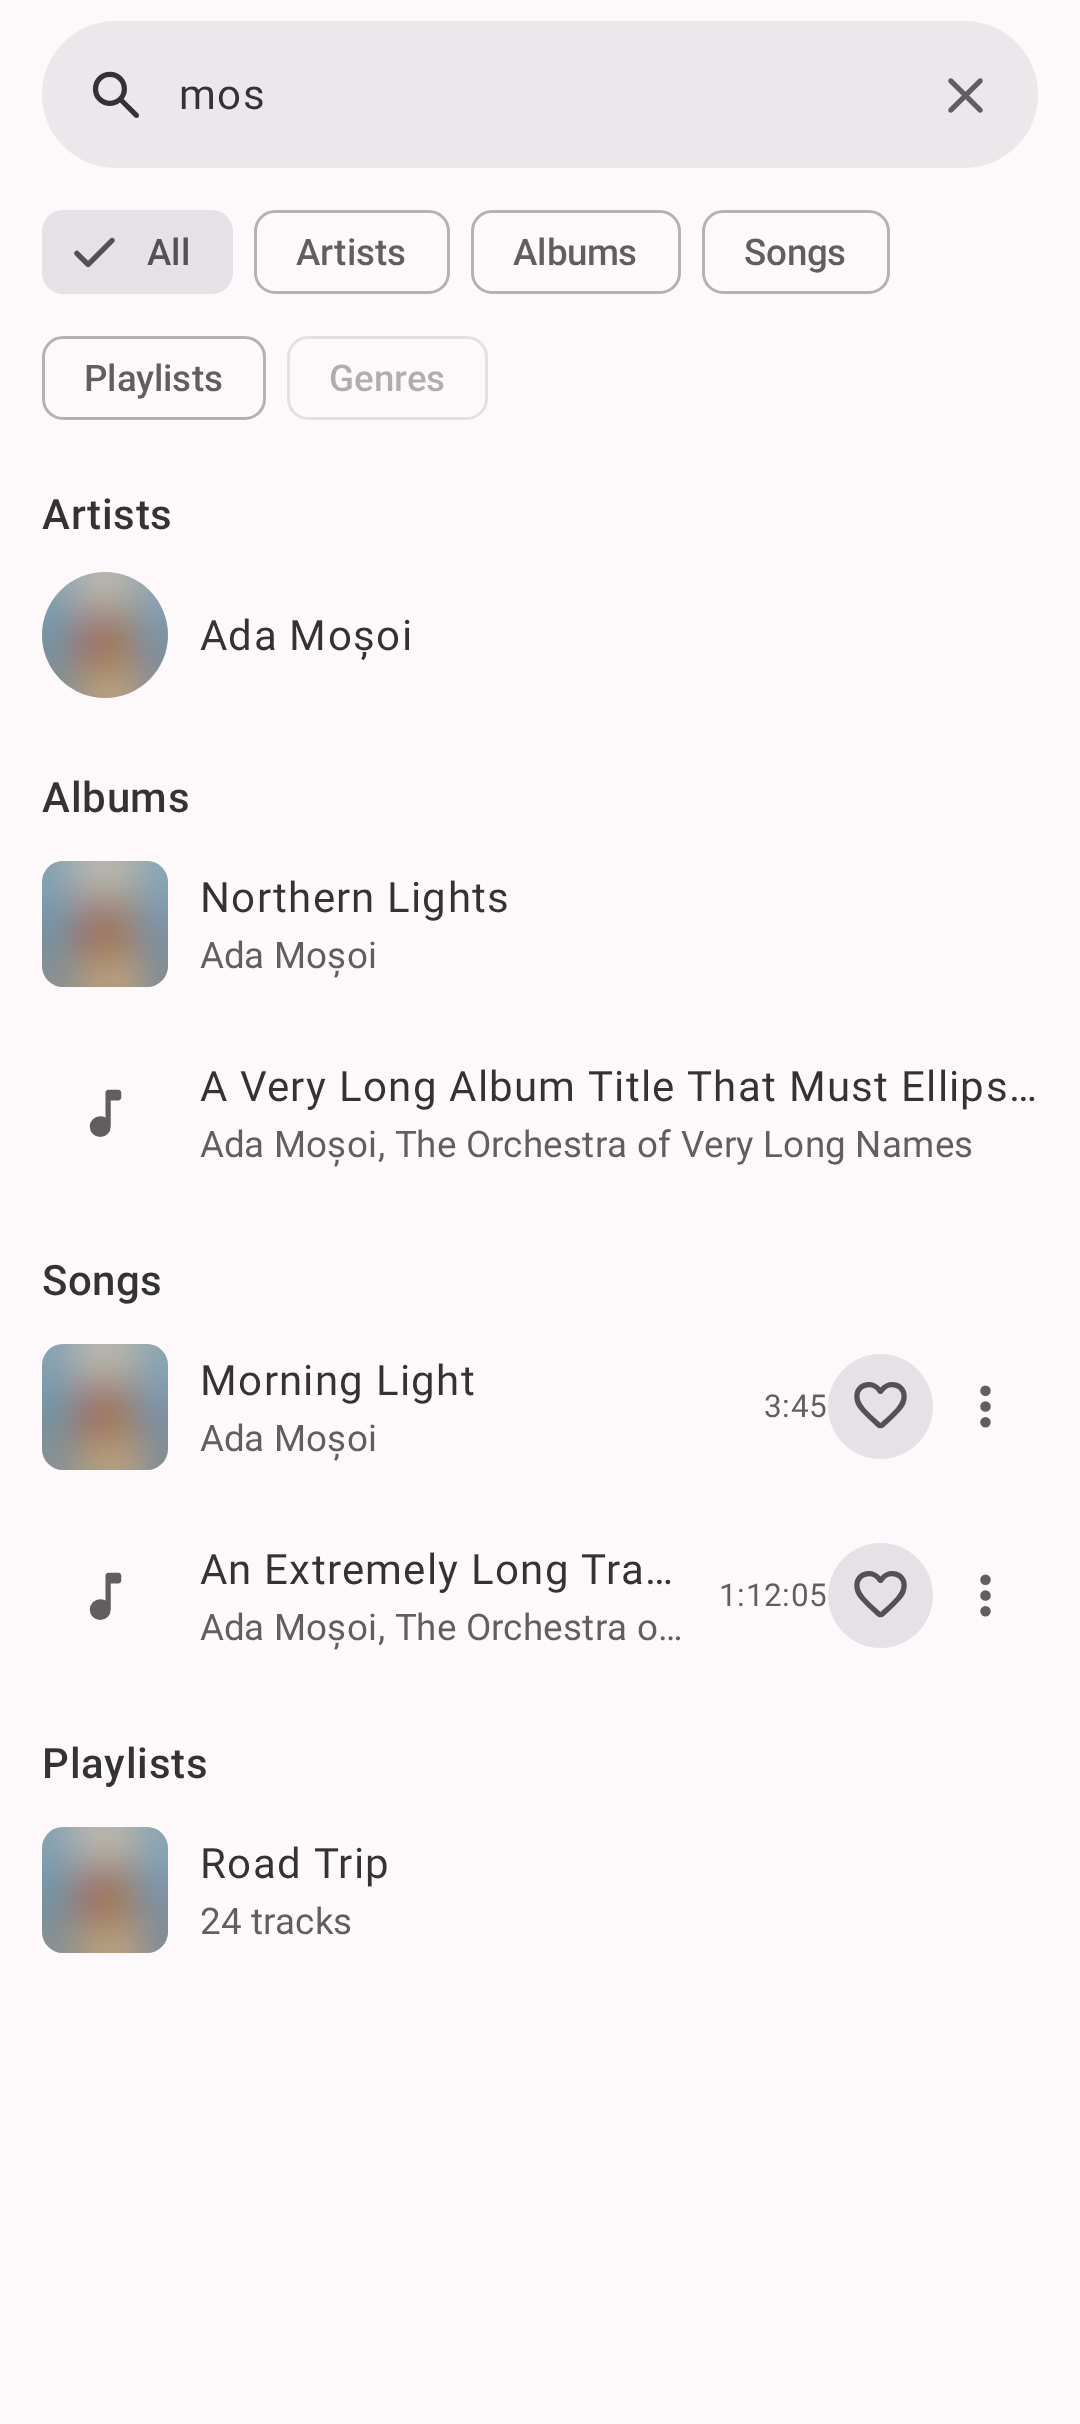 mos
All
Artists
Albums
Songs
Playlists
Genres
Artists
Ada Moșoi
Albums
Northern Lights
Ada Moșoi
A Very Long Album Title That Must Ellips…
Ada Moșoi, The Orchestra of Very Long Names
Songs
Morning Light
Ada Moșoi
3:45
An Extremely Long Tra…
Ada Moșoi, The Orchestra o…
1:12:05
Playlists
Road Trip
24 tracks